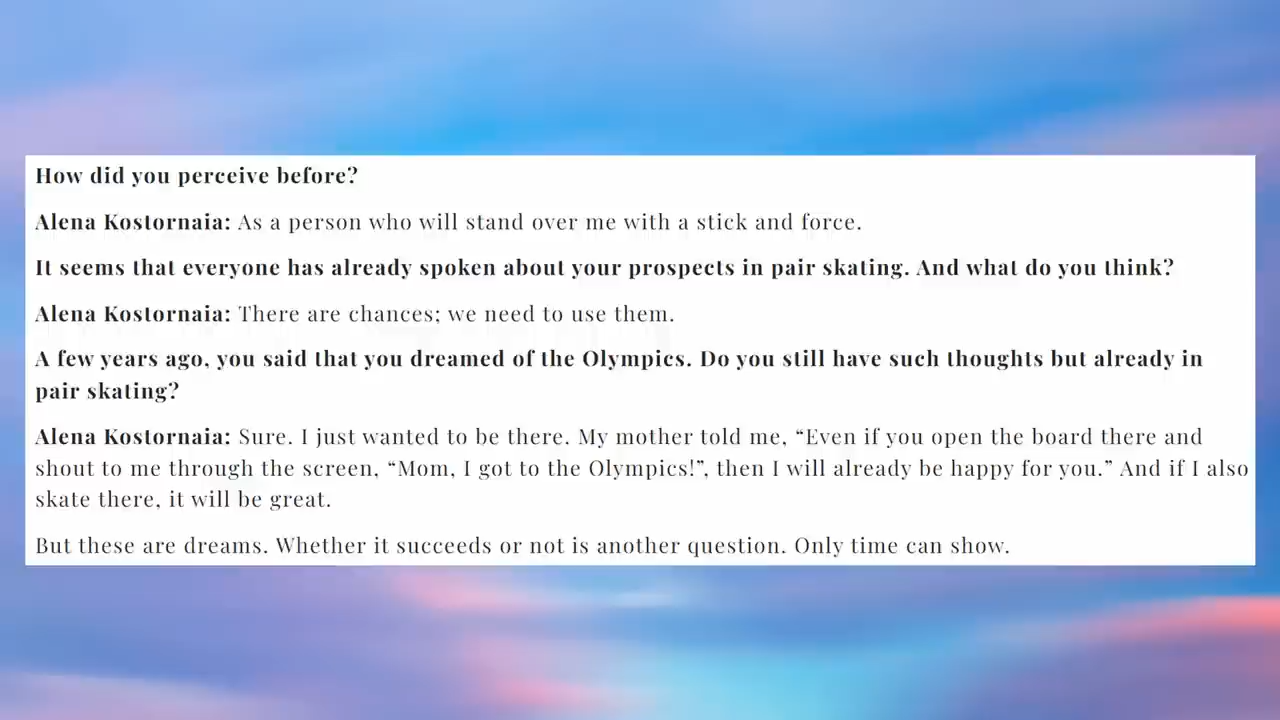 How did you perceive before?
Alena Kostornaia: As a person who will stand over me with a stick and force.
It seems that everyone has already spoken about your prospects in pair skating. And what do you think?
Alena Kostornaia: There are chances; we need to use them.
A few years ago, you said that you dreamed of the Olympics. Do you still have such thoughts but already in
pair skating?
Alena Kostornaia: Sure. I just wanted to be there. My mother told me, “Even if you open the board there and
shout to me through the screen, “Mom, I got to the Olympics!”, then I will already be happy for you.” And if I also
skate there, it will be great.
But these are dreams. Whether it succeeds or not is another question. Only time can show.